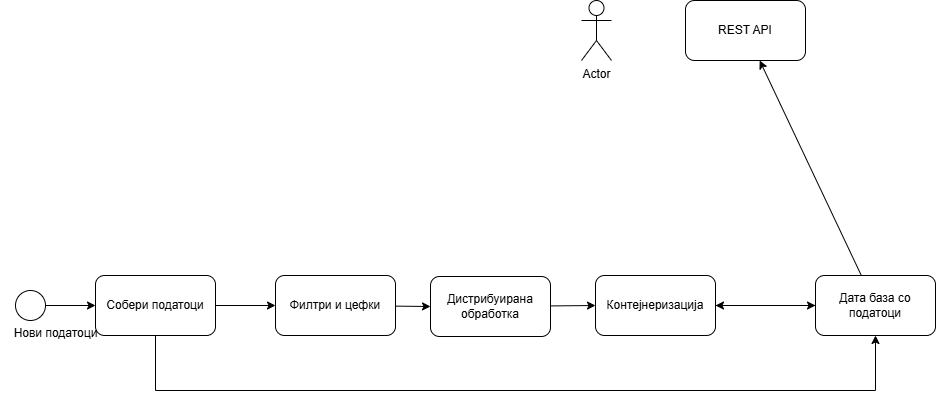 REST API
Actor
Собери податоци
Филтри и цефки
Дистрибуирана
обработка
Контејнеризација
Дата база со
податоци
Нови податоци